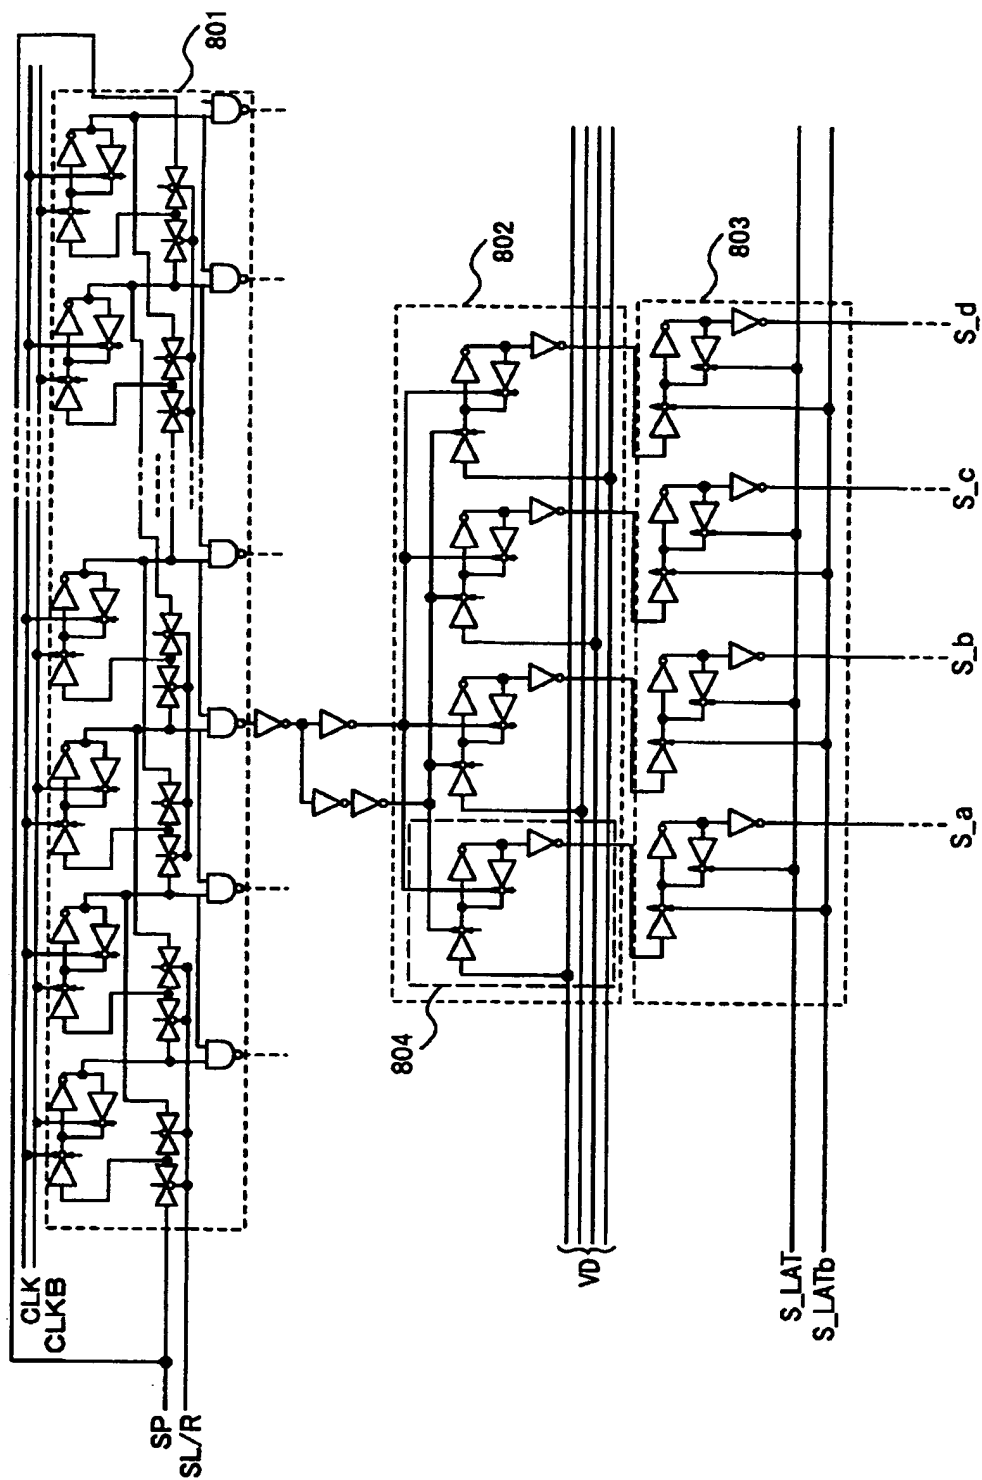 801
CLK
CLKB
SP
SL/R
802
804
VD
803
S_LAT
S_LATb
S_a
S_b
S_c
S_d